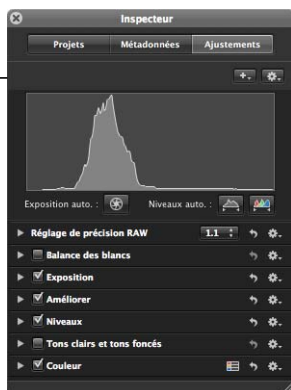 Inspecteur
Projets Métadonnées Ajustements
Exposition auto. : Niveaux auto. :
Réglage de précision RAW 1.1
Balance des blancs
Exposition
Améliorer
Niveaux
Tons clairs et tons foncés
Couleur